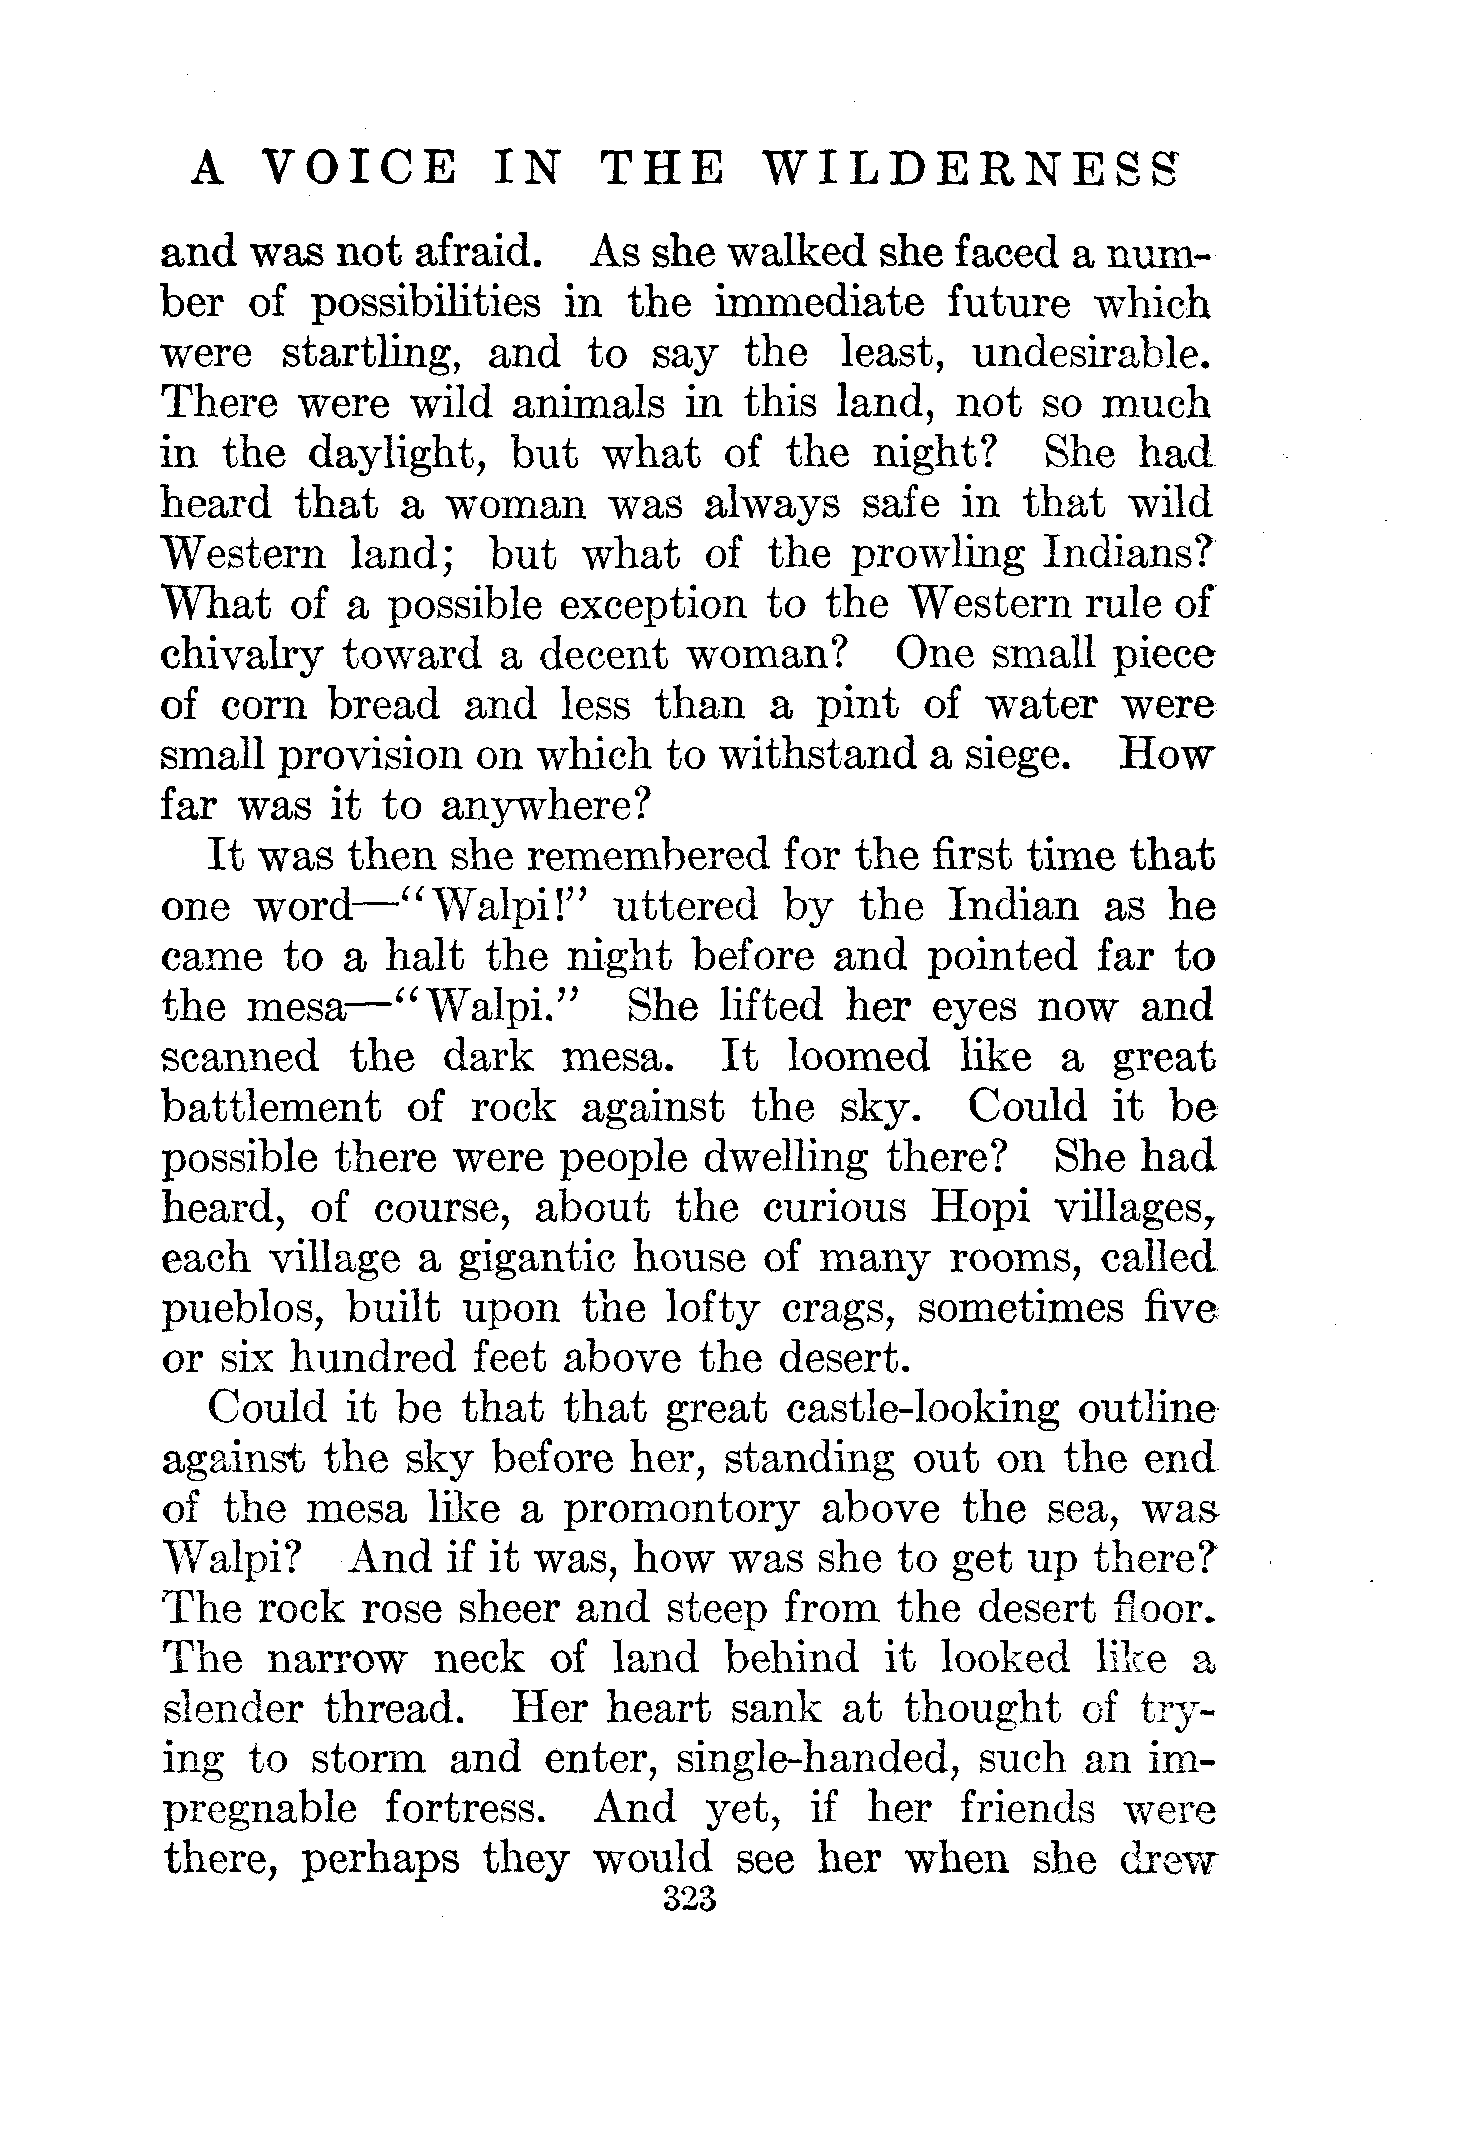 A VOICE IN THE WILDERNESS
and was not afraid. As she walked she faced a num-
ber of possibilities in the immediate future which
were startling, and to say the least, undesirable.
There were wild animals in this land, not so much
in the daylight, but what of the night? She had
heard that a woman was always safe in that wild
Western land; but what of the prowling Indians?
What of a possible exception to the Western rule of
chivalry toward a decent woman? One small piece
of corn bread and less than a pint of water were
small provision on which to withstand a siege. How
far was it to anywhere?
It was then she remembered for the first time that
one word—“Walpi!” uttered by the Indian as he
came to a halt the night before and pointed far to
the mesa—“Walpi.” She lifted her eyes now and
scanned the dark mesa. It loomed like a great
battlement of rock against the sky. Could it be
possible there were people dwelling there? She had
heard, of course, about the curious Hopi villages,
each village a gigantic house of many rooms, called
pueblos, built upon the lofty crags, sometimes five
or six hundred feet above the desert.
Could it be that that great castle-looking outline
against the sky before her, standing out on the end
of the mesa like a promontory above the sea, was
Walpi? And if it was, how was she to get up there?
The rock rose sheer and steep from the desert floor.
The narrow neck of land behind it looked like a
slender thread. Her heart sank at thought of try-
ing to storm and enter, single-handed, such an im-
pregnable fortress. And yet, if her friends were
there, perhaps they would see her when she drew
323